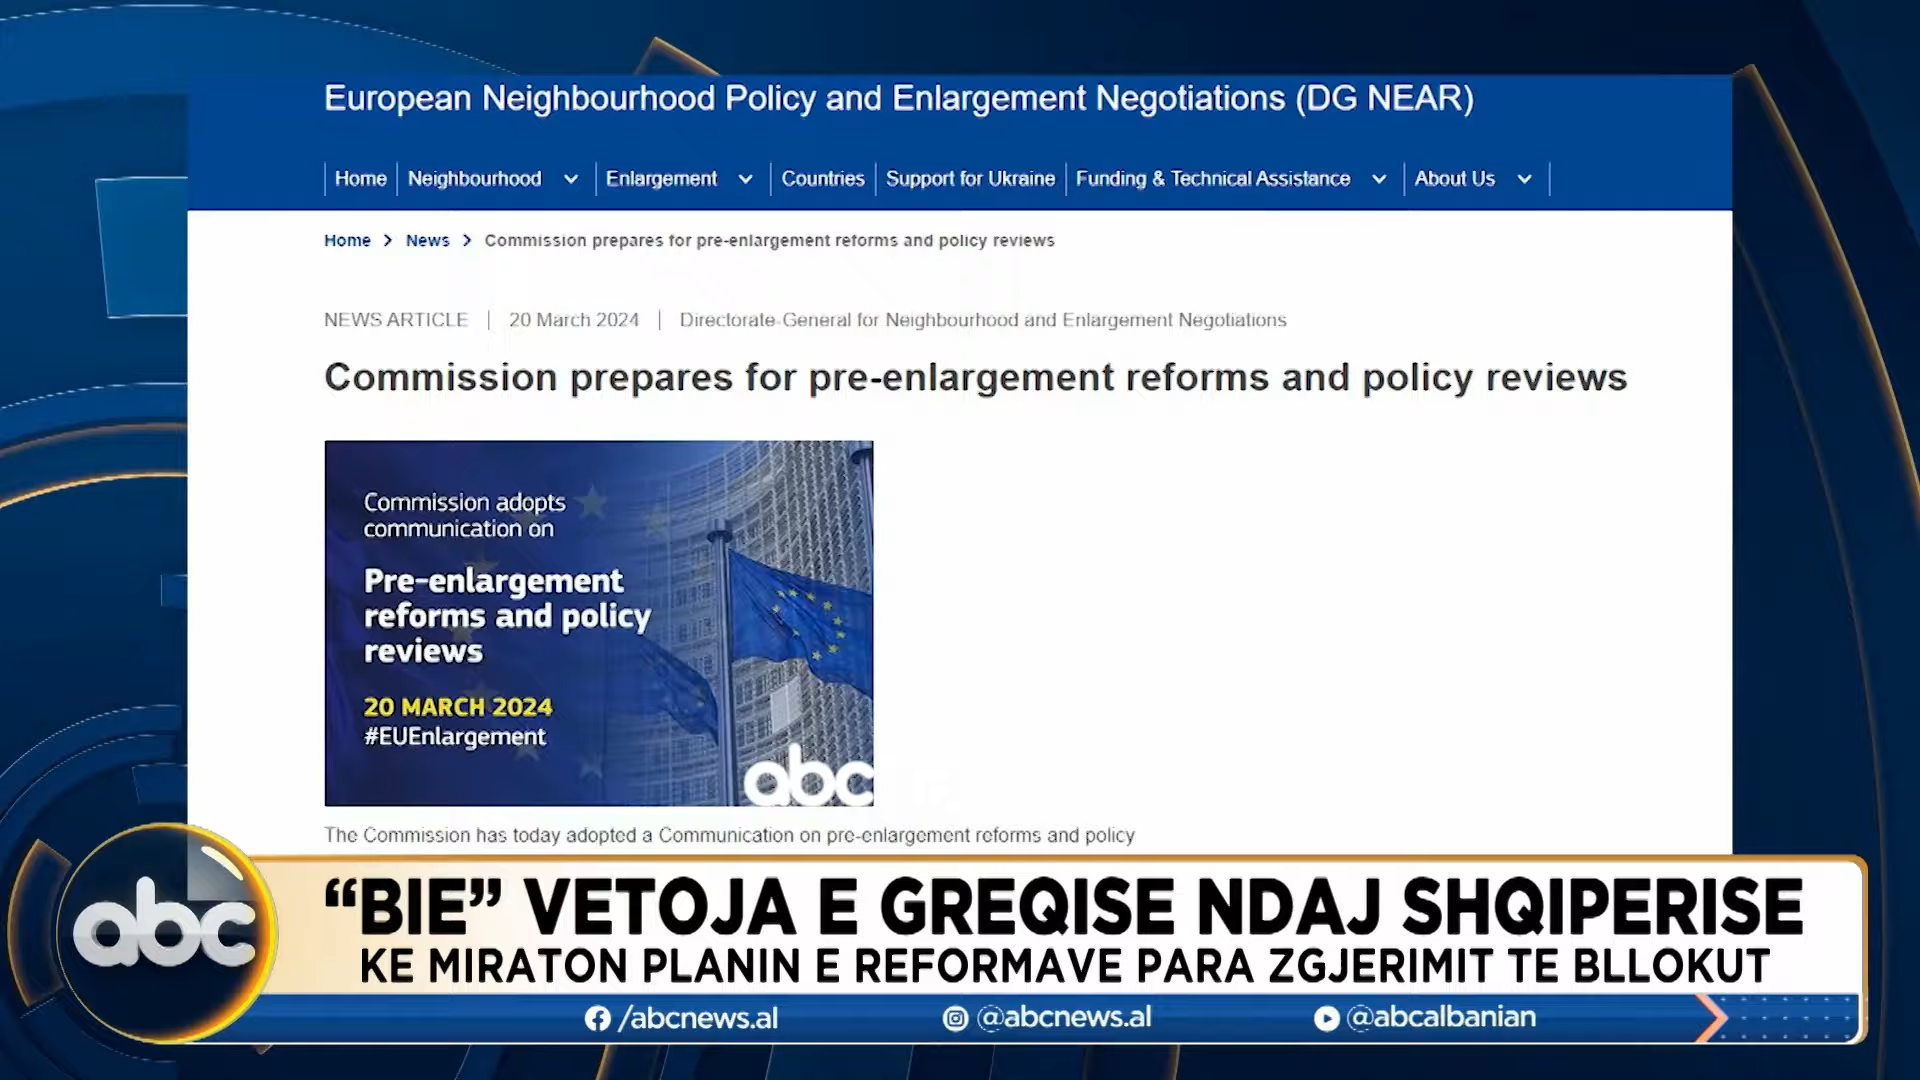 European Neighbourhood Policy and Enlargement Negotiations (DG NEAR)
Home Neighbourhood Enlargement Countries Support for Ukraine Funding & Technical Assistance About Us
Home > News > Commission prepares for pre-enlargement reforms and policy reviews
NEWS ARTICLE | 20 March 2024 | Directorate-General for Neighbourhood and Enlargement Negotiations
Commission prepares for pre-enlargement reforms and policy reviews
Commission adopts
communication on
Pre-enlargement
reforms and policy
reviews
20 MARCH 2024
#EUEnlargement
abc
The Commission has today adopted a Communication on pre-enlargement reforms and policy
abc
“BIE” VETOJA E GREQISE NDAJ SHQIPERISE
KE MIRATON PLANIN E REFORMAVE PARA ZGJERIMIT TE BLLOKUT
/abcnews.al @abcnews.al @abcalbanian